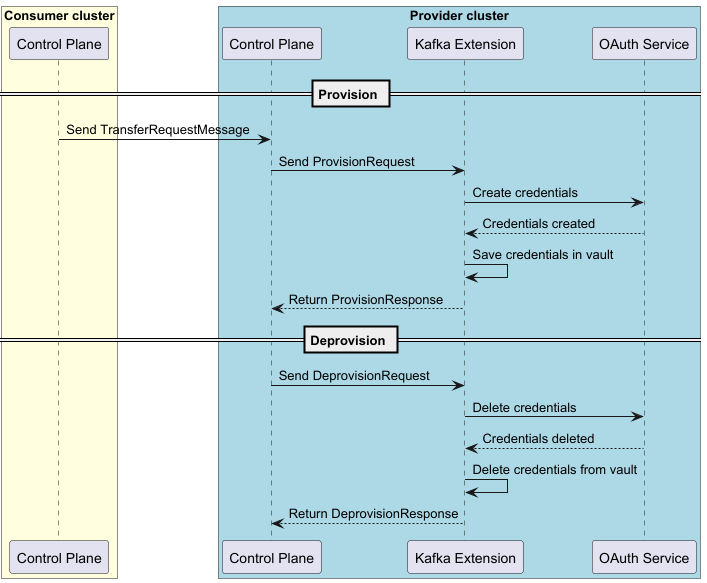 Consumer cluster
Provider cluster
Control Plane
Control Plane
Kafka Extension
OAuth Service
Provision
Send TransferRequestMessage
Send ProvisionRequest
Create credentials
Credentials created
Save credentials in vault
Return ProvisionResponse
Deprovision
Send DeprovisionRequest
Delete credentials
Credentials deleted
Delete credentials from vault
Return DeprovisionResponse
Control Plane
Control Plane
Kafka Extension
OAuth Service